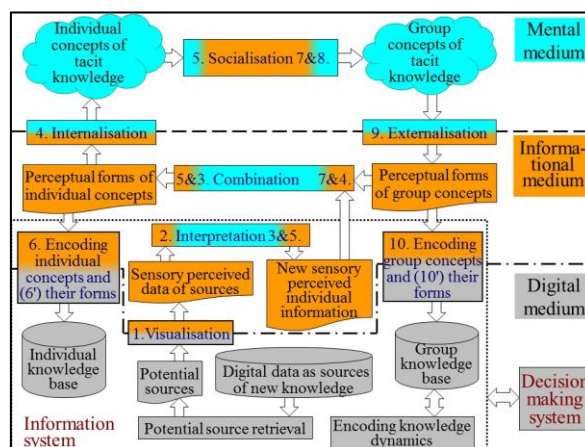 Individual
concepts of
tacit knowledge
5. Socialisation 7&8.
Group
concepts of
tacit
knowledge
Mental
medium
4. Internalisation
9. Externalisation
Perceptual forms of
individual concepts
5&3. Combination 7&4.
Perceptual forms
of group concepts
Informa-
tional
medium
6. Encoding
individual
concepts and
(6') their forms
2. Interpretation 3&5.
10. Encoding
group concepts
and (10') their
forms
Sensory
perceived
data of sources
New sensory
perceived
individual
information
Digital
medium
1.Visualisation
Individual
knowledge
base
Potential
sources
Digital data as sources
of new knowledge
Group
knowledge
base
Decision
making
system
Information
system
Potential source retrieval
Encoding knowledge
dynamics